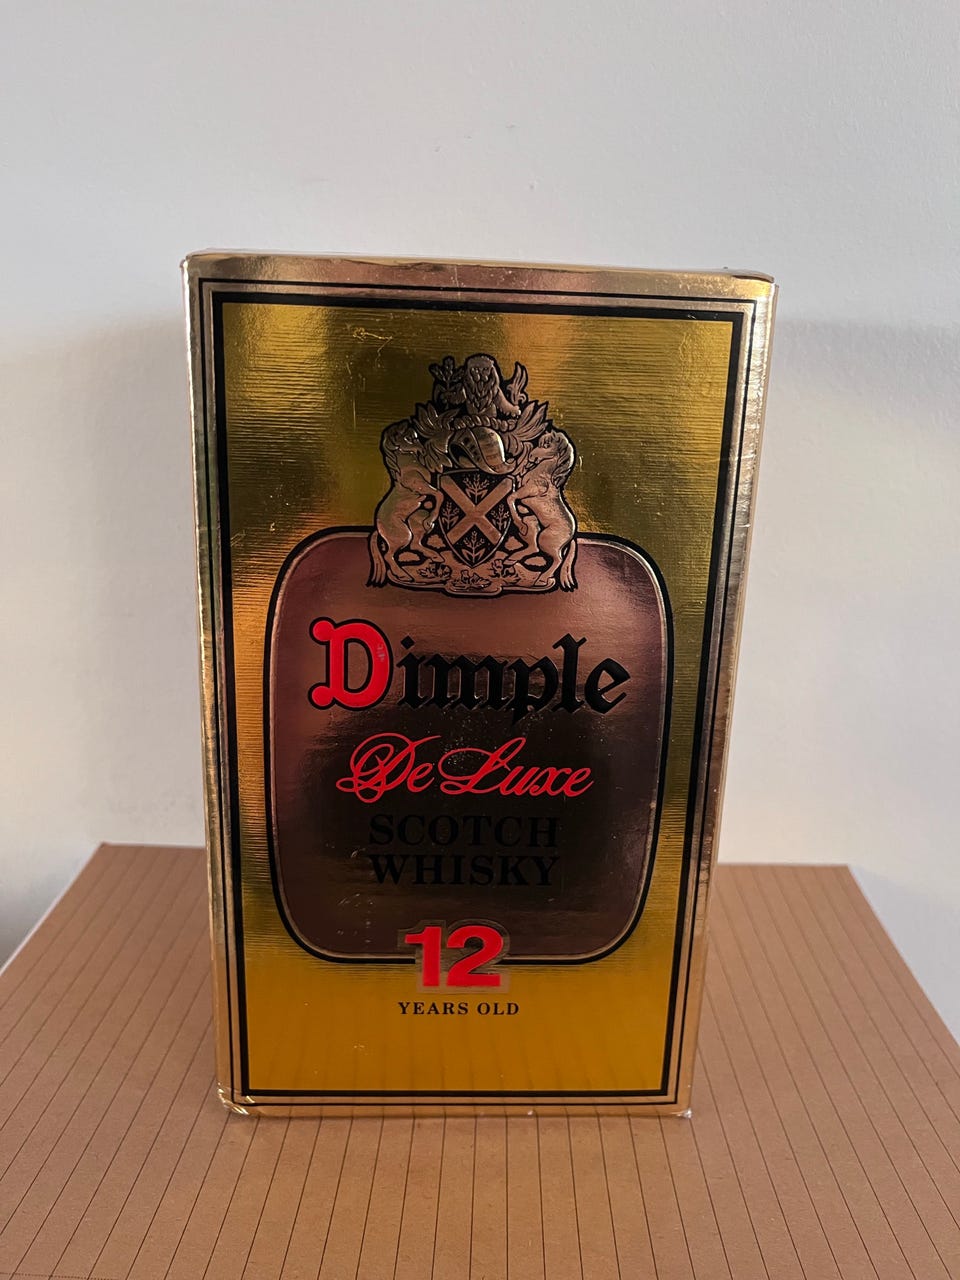 Dimple
De Luxe
SCOTCH
WHISKY
12
YEARS OLD